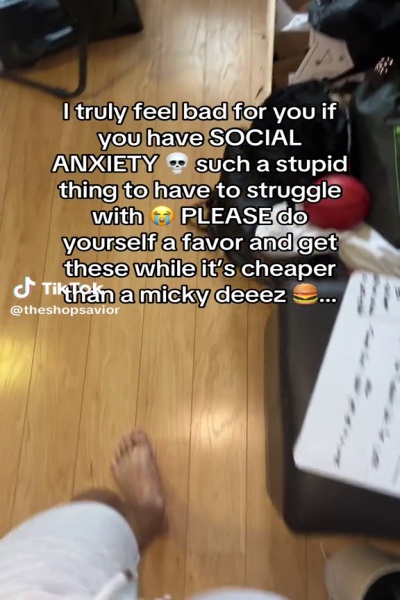 I truly feel bad for you if
you have SOCIAL
ANXIETY 💀 such a stupid
thing to have to struggle
with 😭 PLEASE do
yourself a favor and get
these while it's cheaper
than a micky deeez 🍔...
TikTok
@theshopsavior